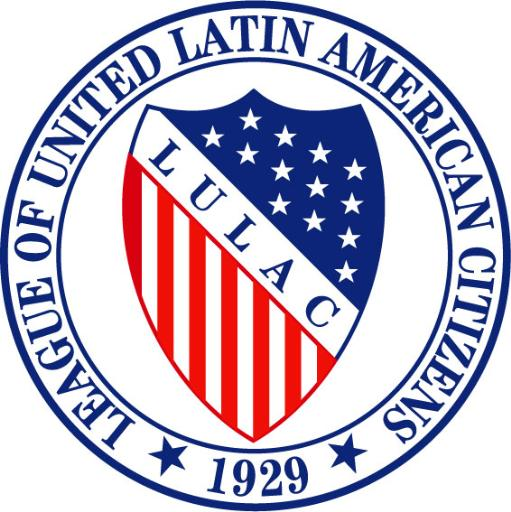 LEAGUE OF UNITED LATIN AMERICAN CITIZENS
LULAC
1929